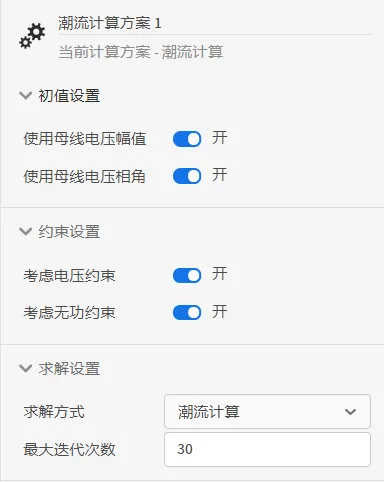 潮流计算方案 1
当前计算方案 - 潮流计算
初值设置
使用母线电压幅值 开
使用母线电压相角 开
约束设置
考虑电压约束 开
考虑无功约束 开
求解设置
求解方式 潮流计算
最大迭代次数 30